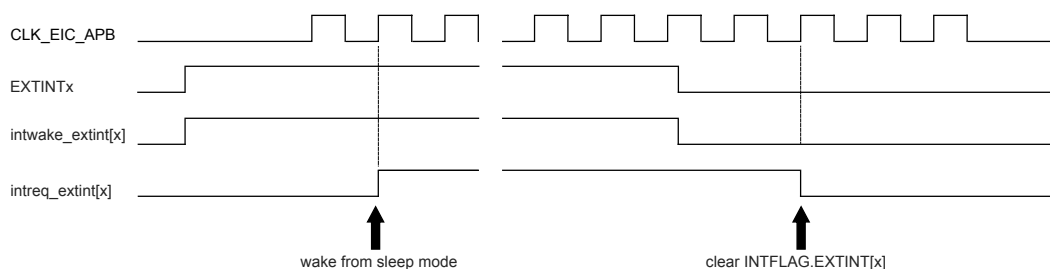 CLK_EIC_APB
EXTINTx
intwake_extint[x]
intreq_extint[x]
wake from sleep mode
clear INTFLAG.EXTINT[x]